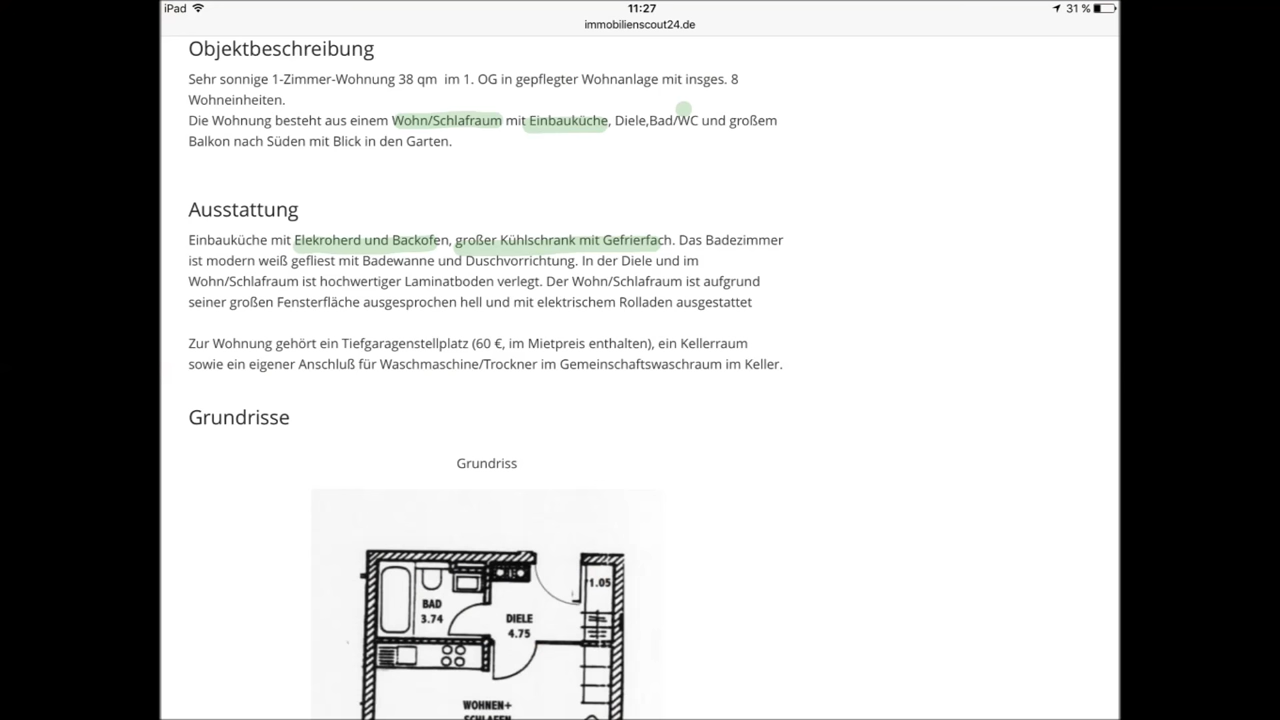 iPad 11:27 31 %
immobilienscout24.de
Objektbeschreibung
Sehr sonnige 1-Zimmer-Wohnung 38 qm im 1. OG in gepflegter Wohnanlage mit insges. 8
Wohneinheiten.
Die Wohnung besteht aus einem Wohn/Schlafraum mit Einbauküche, Diele,Bad/WC und großem
Balkon nach Süden mit Blick in den Garten.
Ausstattung
Einbauküche mit Elekroherd und Backofen, großer Kühlschrank mit Gefrierfach. Das Badezimmer
ist modern weiß gefliest mit Badewanne und Duschvorrichtung. In der Diele und im
Wohn/Schlafraum ist hochwertiger Laminatboden verlegt. Der Wohn/Schlafraum ist aufgrund
seiner großen Fensterfläche ausgesprochen hell und mit elektrischem Rolladen ausgestattet
Zur Wohnung gehört ein Tiefgaragenstellplatz (60 €, im Mietpreis enthalten), ein Kellerraum
sowie ein eigener Anschluß für Waschmaschine/Trockner im Gemeinschaftswaschraum im Keller.
Grundrisse
Grundriss
1.05
BAD
3.74
DIELE
4.75
WOHNEN+
SCHLAFEN